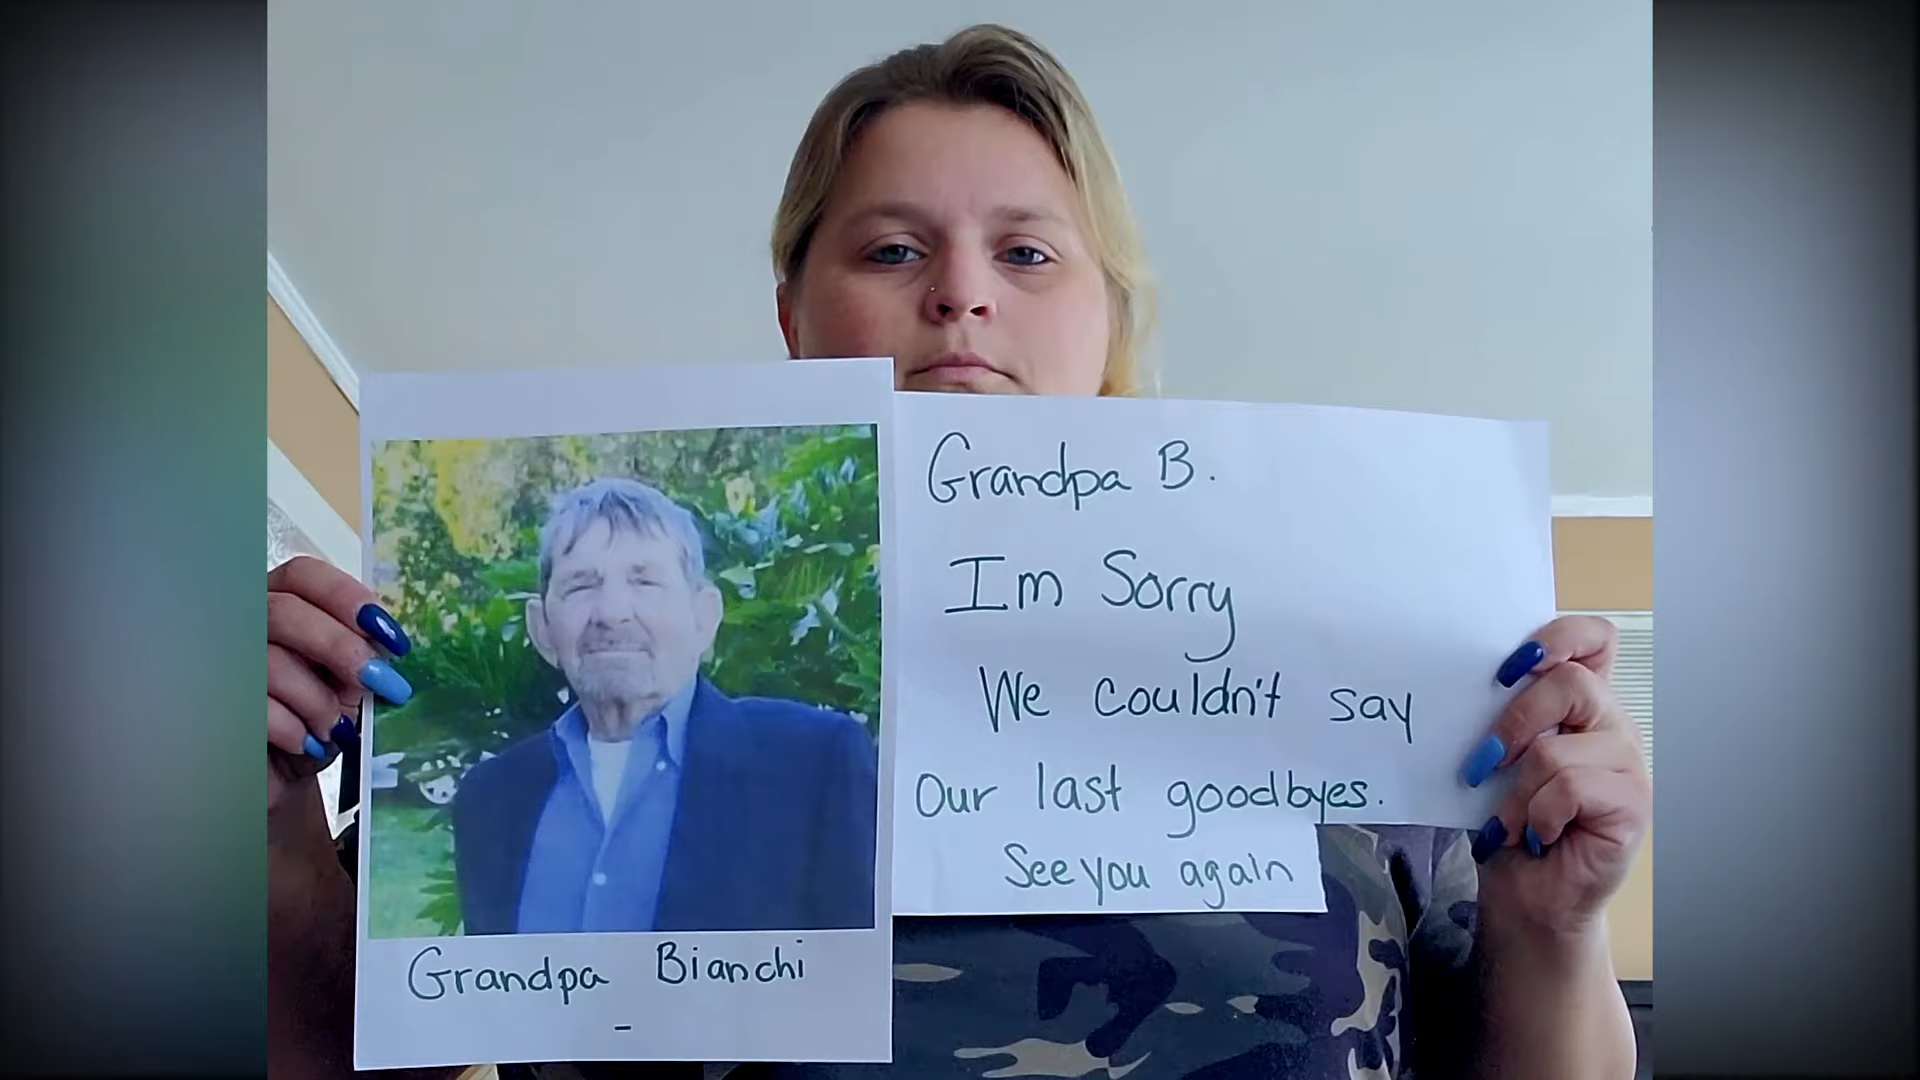 Grandpa B.
Im Sorry
We couldn't say
Our last goodbyes.
See you again
Grandpa Bianchi
-